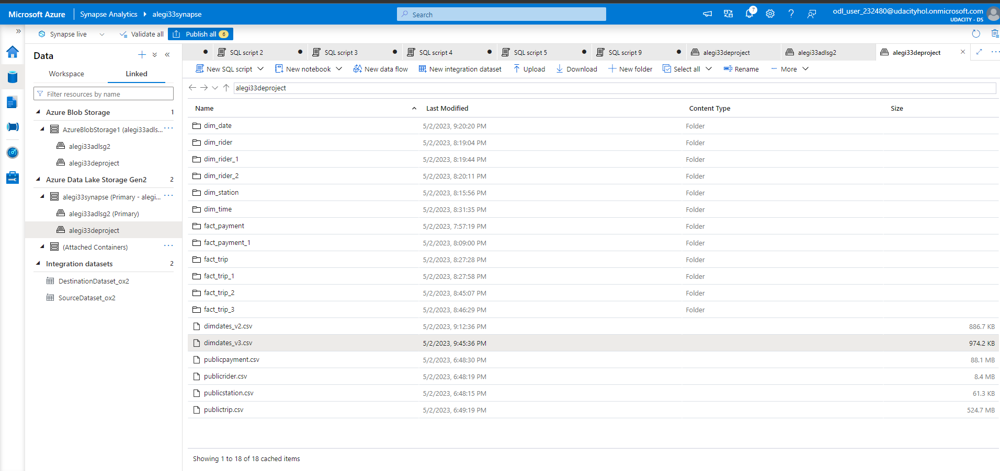 Microsoft Azure
Synapse Analytics
alegi33synapse
Search
7
odl_user_232480@udacityhol.onmicrosoft.com
UDACITY - DS
Synapse live
Validate all
Publish all
6
Data
Workspace
Linked
Filter resources by name
Azure Blob Storage 1
AzureBlobStorage1 (alegi33adls...
alegi33adlsg2
alegi33deproject
Azure Data Lake Storage Gen2 2
alegi33synapse (Primary - alegi...
alegi33adlsg2 (Primary)
alegi33deproject
(Attached Containers)
Integration datasets 2
DestinationDataset_ox2
SourceDataset_ox2
SQL script 2
SQL script 3
SQL script 4
SQL script 5
SQL script 9
alegi33deproject
alegi33adlsg2
alegi33deproject
New SQL script
New notebook
New data flow
New integration dataset
Upload
Download
New folder
Select all
Rename
More
alegi33deproject
Name Last Modified Content Type Size
dim_date 5/2/2023, 9:20:20 PM Folder
dim_rider 5/2/2023, 8:19:04 PM Folder
dim_rider_1 5/2/2023, 8:19:44 PM Folder
dim_rider_2 5/2/2023, 8:20:11 PM Folder
dim_station 5/2/2023, 8:15:56 PM Folder
dim_time 5/2/2023, 8:31:35 PM Folder
fact_payment 5/2/2023, 7:57:19 PM Folder
fact_payment_1 5/2/2023, 8:09:00 PM Folder
fact_trip 5/2/2023, 8:27:28 PM Folder
fact_trip_1 5/2/2023, 8:27:58 PM Folder
fact_trip_2 5/2/2023, 8:45:07 PM Folder
fact_trip_3 5/2/2023, 8:46:29 PM Folder
dimdates_v2.csv 5/2/2023, 9:12:36 PM 886.7 KB
dimdates_v3.csv 5/2/2023, 9:45:36 PM 974.2 KB
publicpayment.csv 5/2/2023, 6:48:30 PM 88.1 MB
publicrider.csv 5/2/2023, 6:48:19 PM 8.4 MB
publicstation.csv 5/2/2023, 6:48:15 PM 61.3 KB
publictrip.csv 5/2/2023, 6:49:19 PM 524.7 MB
Showing 1 to 18 of 18 cached items